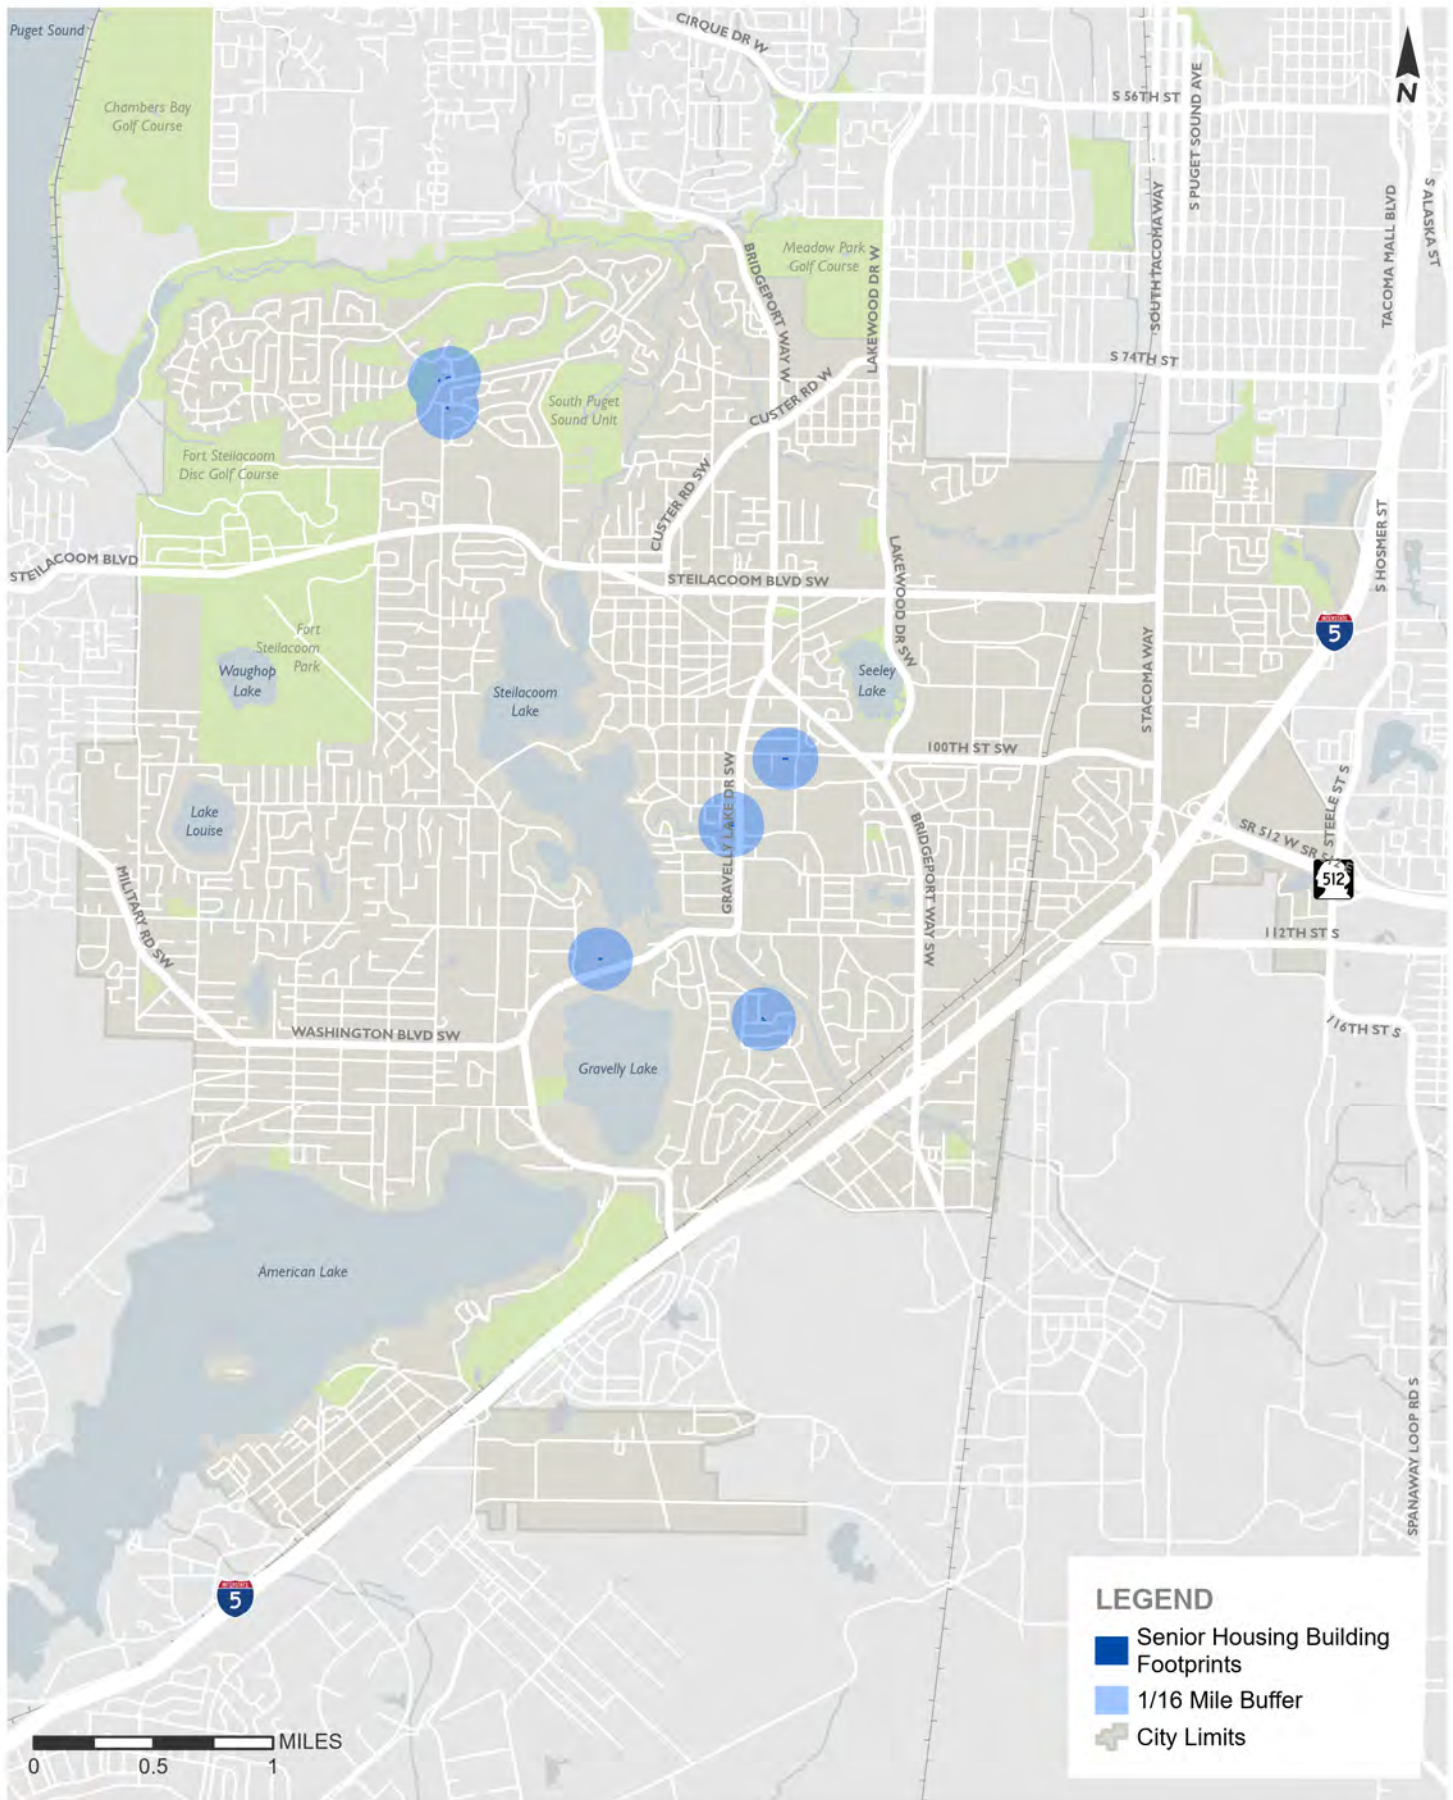 Puget Sound
CIRQUE DR W
N
Chambers Bay
Golf Course
S 56TH ST
S PUGET SOUND AVE
SOUTH TACOMA WAY
TACOMA MALL BLVD
S ALASKA ST
Meadow Park
Golf Course
BRIDGEPORT WAY W
LAKEWOOD DR W
S 74TH ST
CUSTER RD W
South Puget
Sound Unit
Fort Steilacoom
Disc Golf Course
CUSTER RD SW
S HOSMER ST
STEILACOOM BLVD
STEILACOOM BLVD SW
LAKEWOOD DR SW
INTERSTATE
5
Fort
Steilacoom
Park
Waughop
Lake
Steilacoom
Lake
Seeley
Lake
S TACOMA WAY
100TH ST SW
GRAVELLY LAKE DR SW
Lake
Louise
STEELE ST S
SR 512 W SR 512
512
BRIDGEPORT WAY SW
MILITARY RD SW
112TH ST S
116TH ST S
WASHINGTON BLVD SW
Gravelly Lake
American Lake
SPANAWAY LOOP RD S
INTERSTATE
5
LEGEND
Senior Housing Building
Footprints
1/16 Mile Buffer
City Limits
MILES
0 0.5 1